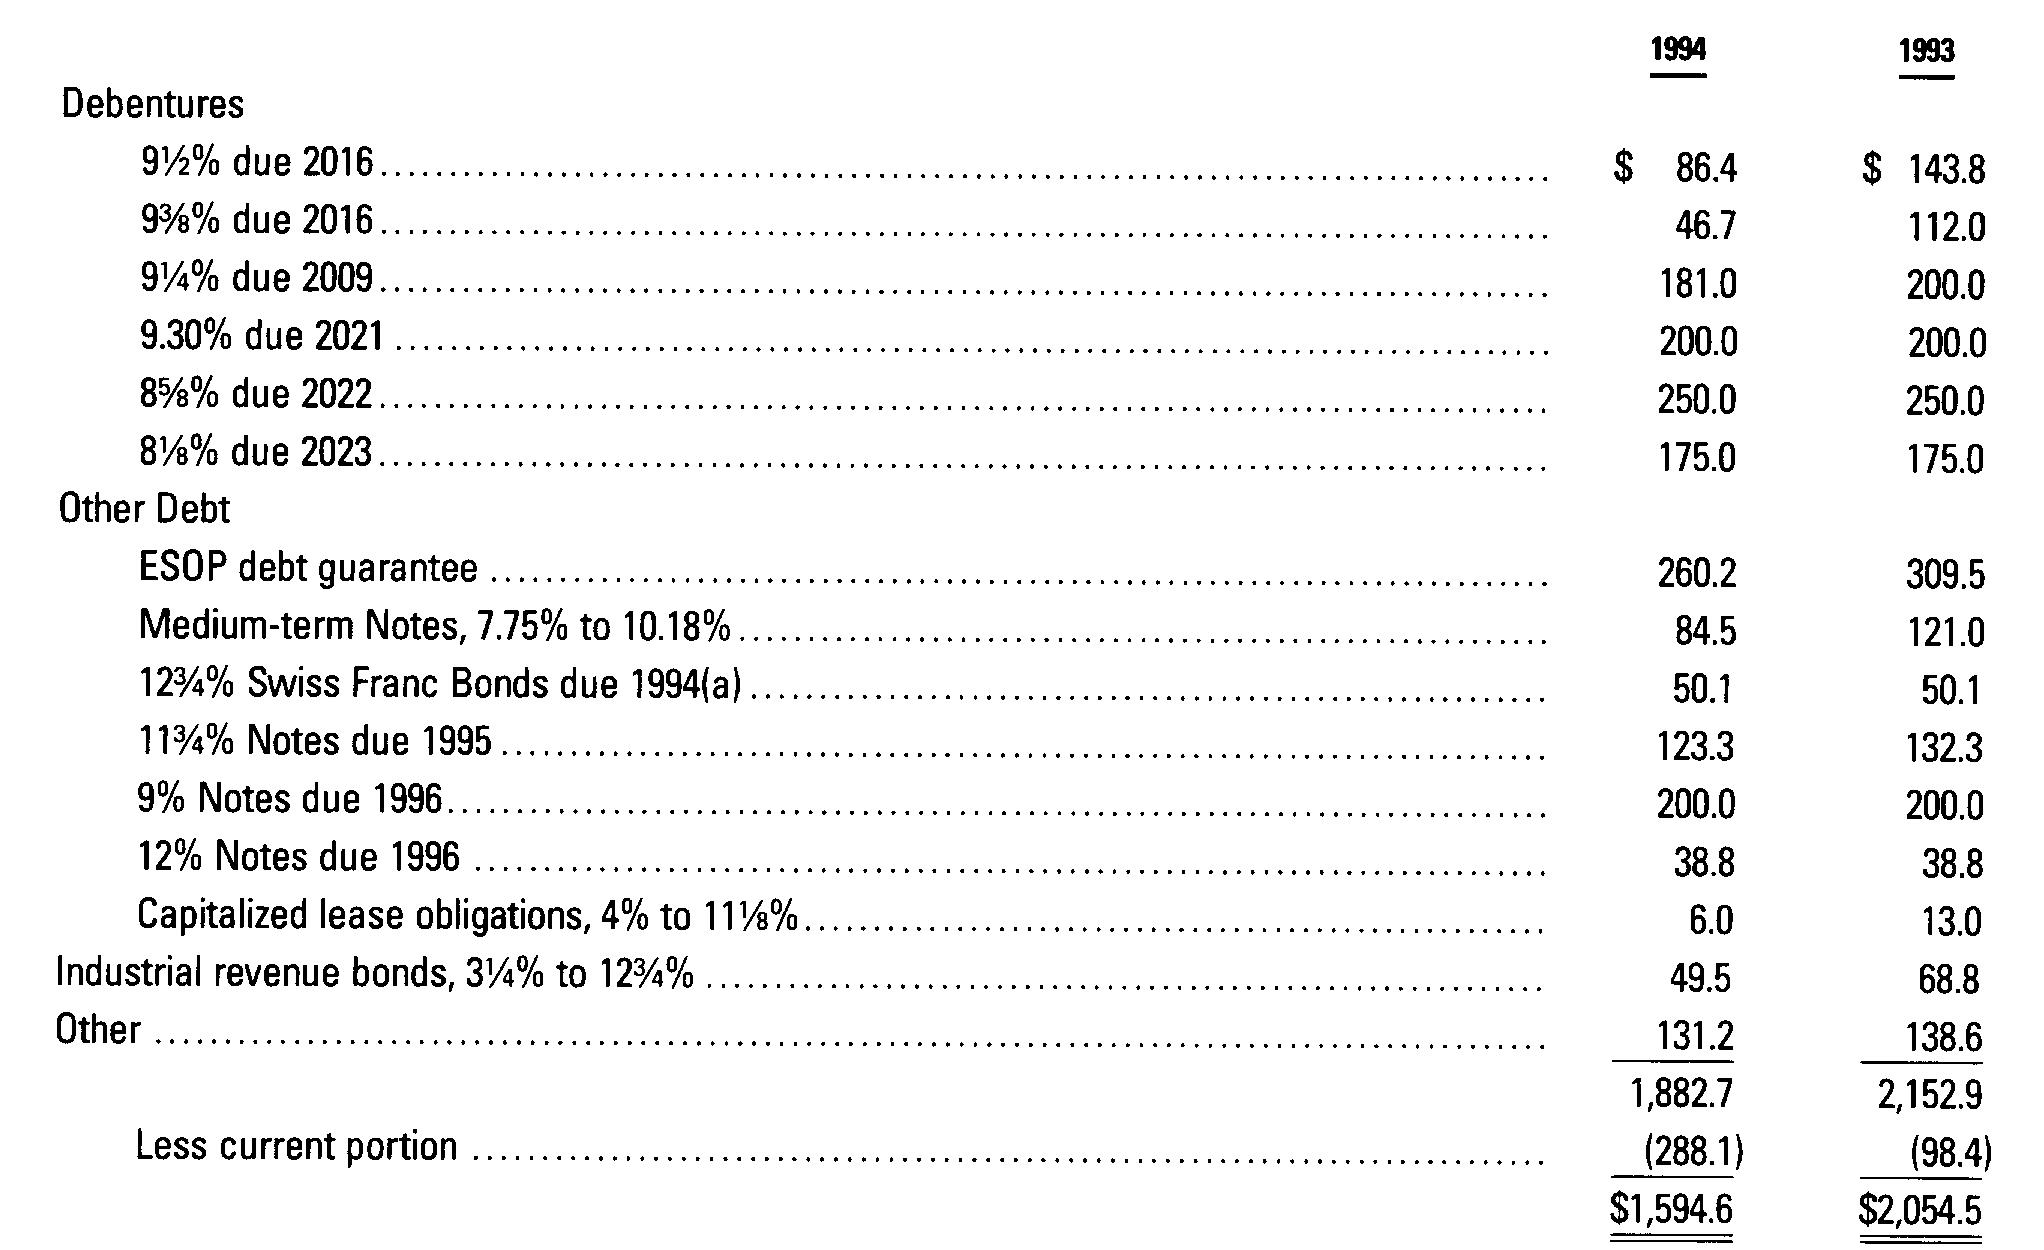 1994 1993
Debentures
9½% due 2016 $ 86.4 $ 143.8
9⅜% due 2016 46.7 112.0
9¼% due 2009 181.0 200.0
9.30% due 2021 200.0 200.0
8⅝% due 2022 250.0 250.0
8⅛% due 2023 175.0 175.0
Other Debt
ESOP debt guarantee 260.2 309.5
Medium-term Notes, 7.75% to 10.18% 84.5 121.0
12¾% Swiss Franc Bonds due 1994(a) 50.1 50.1
11¾% Notes due 1995 123.3 132.3
9% Notes due 1996 200.0 200.0
12% Notes due 1996 38.8 38.8
Capitalized lease obligations, 4% to 11⅛% 6.0 13.0
Industrial revenue bonds, 3¼% to 12¾% 49.5 68.8
Other 131.2 138.6
1,882.7 2,152.9
Less current portion (288.1) (98.4)
$1,594.6 $2,054.5